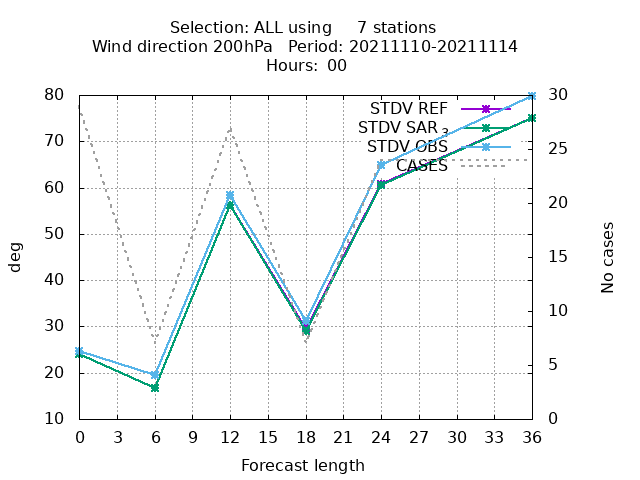 Selection: ALL using     7 stations
Wind direction 200hPa   Period: 20211110-20211114
Hours: 00
80
70
60
50
40
30
20
10
deg
30
25
20
15
10
5
0
No cases
STDV REF
STDV SAR 3
STDV OBS
CASES
0 3 6 9 12 15 18 21 24 27 30 33 36
Forecast length